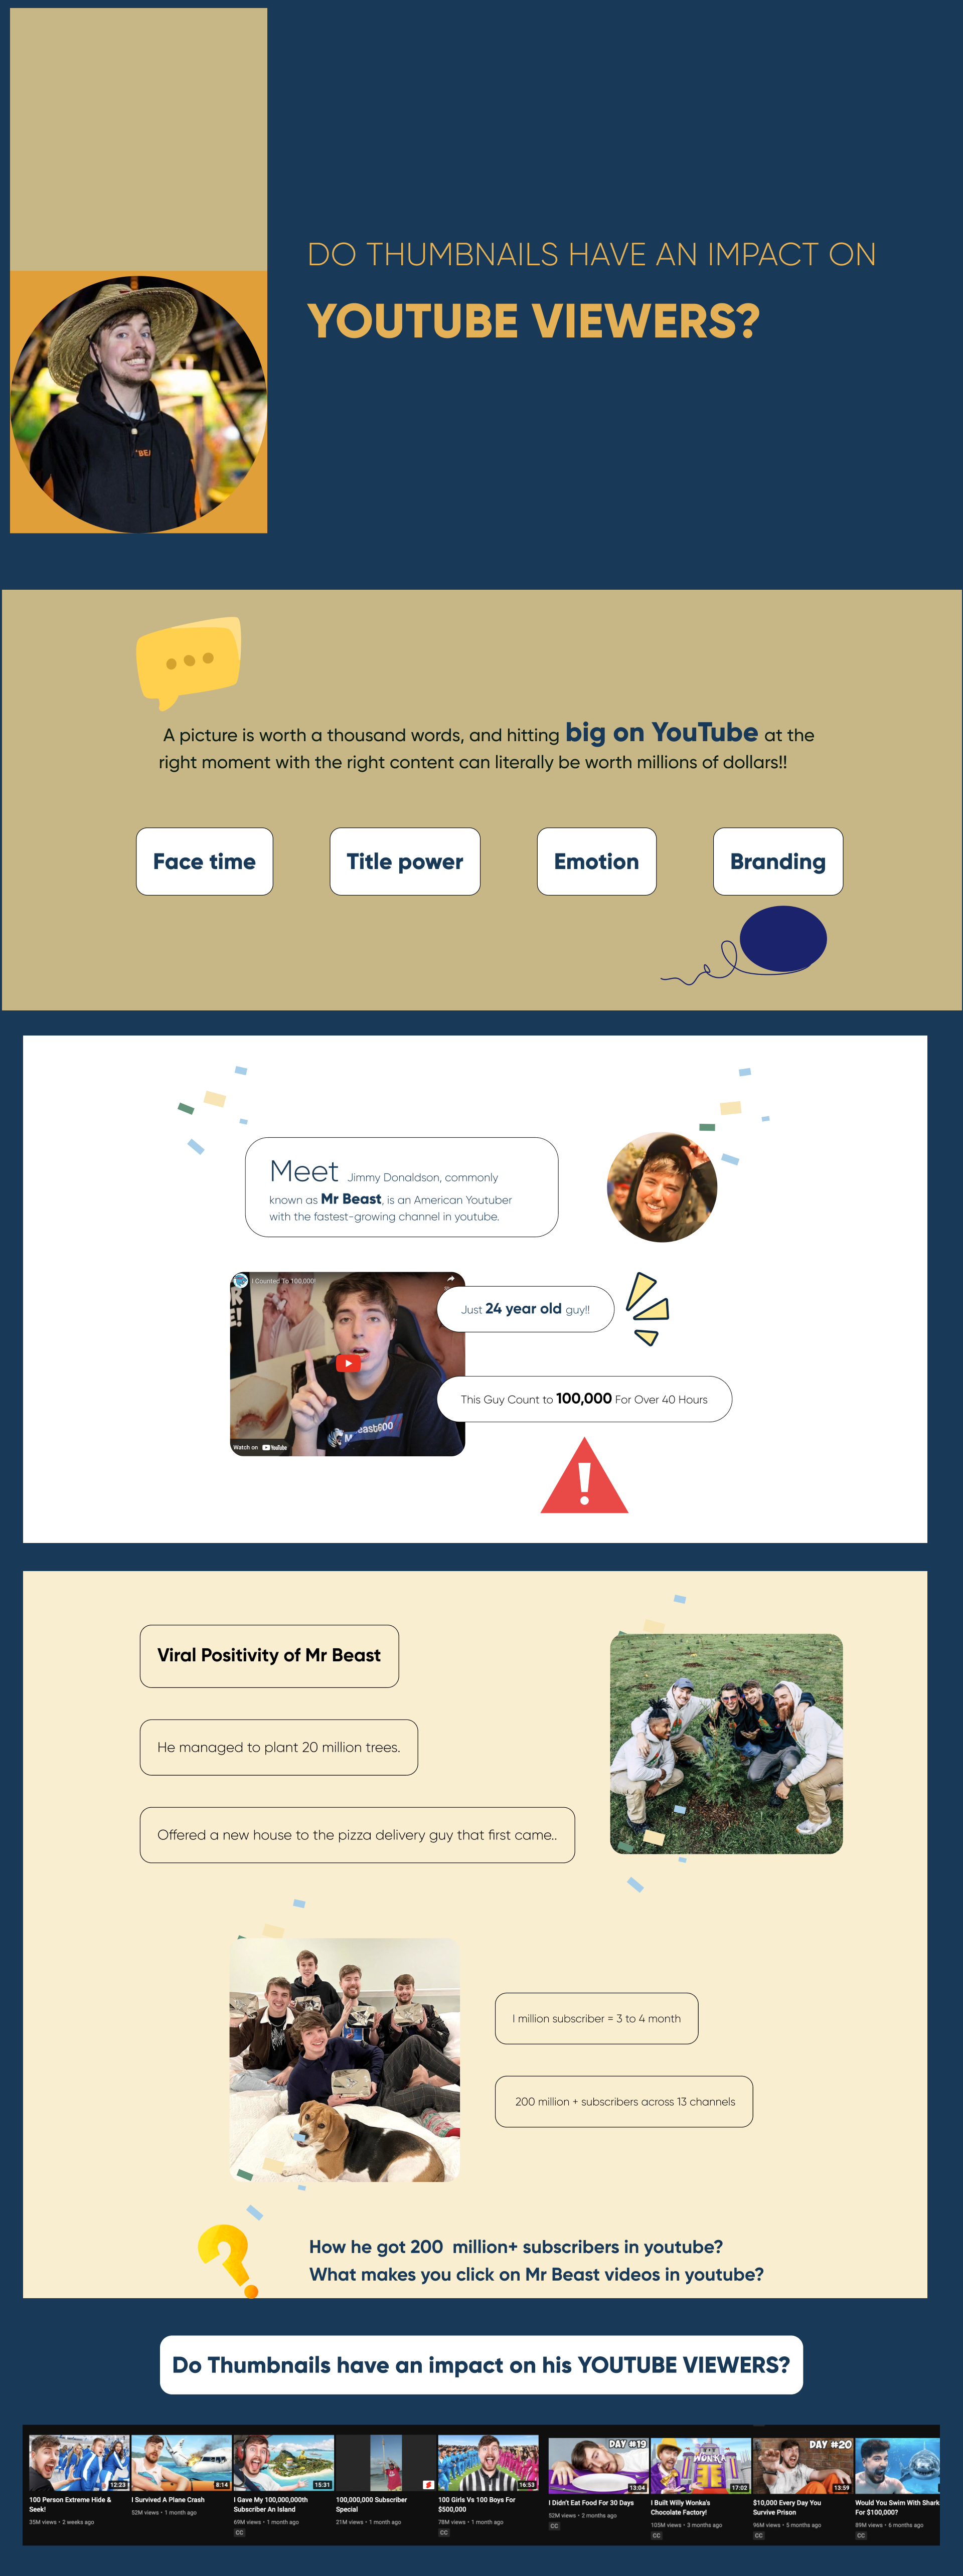 DO THUMBNAILS HAVE AN IMPACT ON
YOUTUBE VIEWERS?
A picture is worth a thousand words, and hitting big on YouTube at the
right moment with the right content can literally be worth millions of dollars!!
Face time
Title power
Emotion
Branding
Meet Jimmy Donaldson, commonly
known as Mr Beast, is an American Youtuber
with the fastest-growing channel in youtube.
I Counted To 100,000!
Just 24 year old guy!!
This Guy Count to 100,000 For Over 40 Hours
Watch on YouTube
Viral Positivity of Mr Beast
He managed to plant 20 million trees.
Offered a new house to the pizza delivery guy that first came..
I million subscriber = 3 to 4 month
200 million + subscribers across 13 channels
How he got 200 million+ subscribers in youtube?
What makes you click on Mr Beast videos in youtube?
Do Thumbnails have an impact on his YOUTUBE VIEWERS?
12:23
100 Person Extreme Hide &
Seek!
35M views • 2 weeks ago
8:14
I Survived A Plane Crash
52M views • 1 month ago
15:31
I Gave My 100,000,000th
Subscriber An Island
69M views • 1 month ago
CC
100,000,000 Subscriber
Special
21M views • 1 month ago
16:53
100 Girls Vs 100 Boys For
$500,000
78M views • 1 month ago
CC
DAY #19
13:04
I Didn't Eat Food For 30 Days
52M views • 2 months ago
CC
WONKA
17:02
I Built Willy Wonka's
Chocolate Factory!
105M views • 3 months ago
CC
DAY #20
13:59
$10,000 Every Day You
Survive Prison
96M views • 5 months ago
CC
Would You Swim With Shark
For $100,000?
89M views • 6 months ago
CC